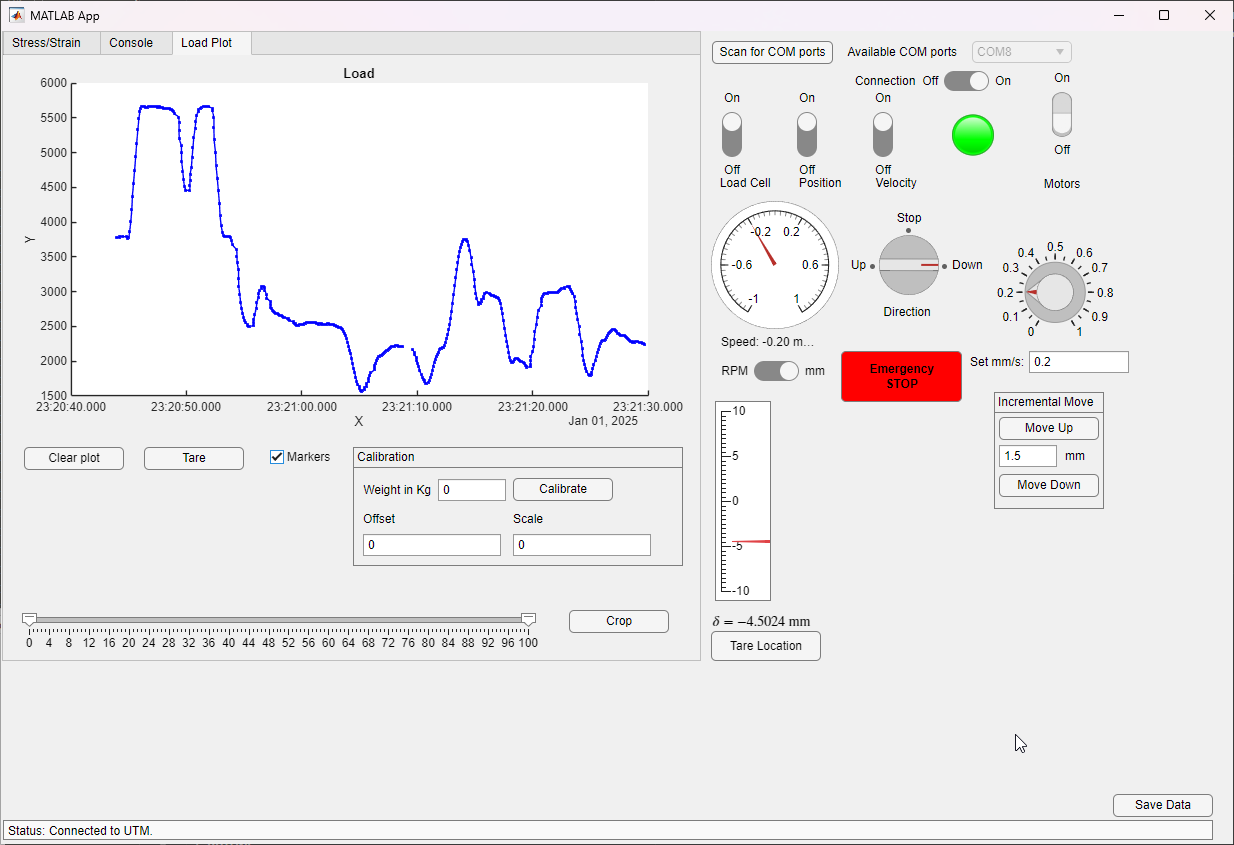 MATLAB App
Stress/Strain Console Load Plot
Load
Y
6000
5500
5000
4500
4000
3500
3000
2500
2000
1500
23:20:40.000 23:20:50.000 23:21:00.000 23:21:10.000 23:21:20.000 23:21:30.000
X
Jan 01, 2025
Clear plot Tare Markers
Calibration
Weight in Kg 0 Calibrate
Offset Scale
0 0
0 4 8 12 16 20 24 28 32 36 40 44 48 52 56 60 64 68 72 76 80 84 88 92 96 100
Crop
Scan for COM ports Available COM ports COM8
Connection Off On
On On On On
Off Off Off Off
Load Cell Position Velocity Motors
-1 -0.6 -0.2 0.2 0.6 1
Speed: -0.20 m...
RPM mm
Stop
Up Down
Direction
0 0.1 0.2 0.3 0.4 0.5 0.6 0.7 0.8 0.9 1
Emergency
STOP
Set mm/s: 0.2
Incremental Move
Move Up
1.5 mm
Move Down
10
5
0
-5
-10
δ = −4.5024 mm
Tare Location
Save Data
Status: Connected to UTM.